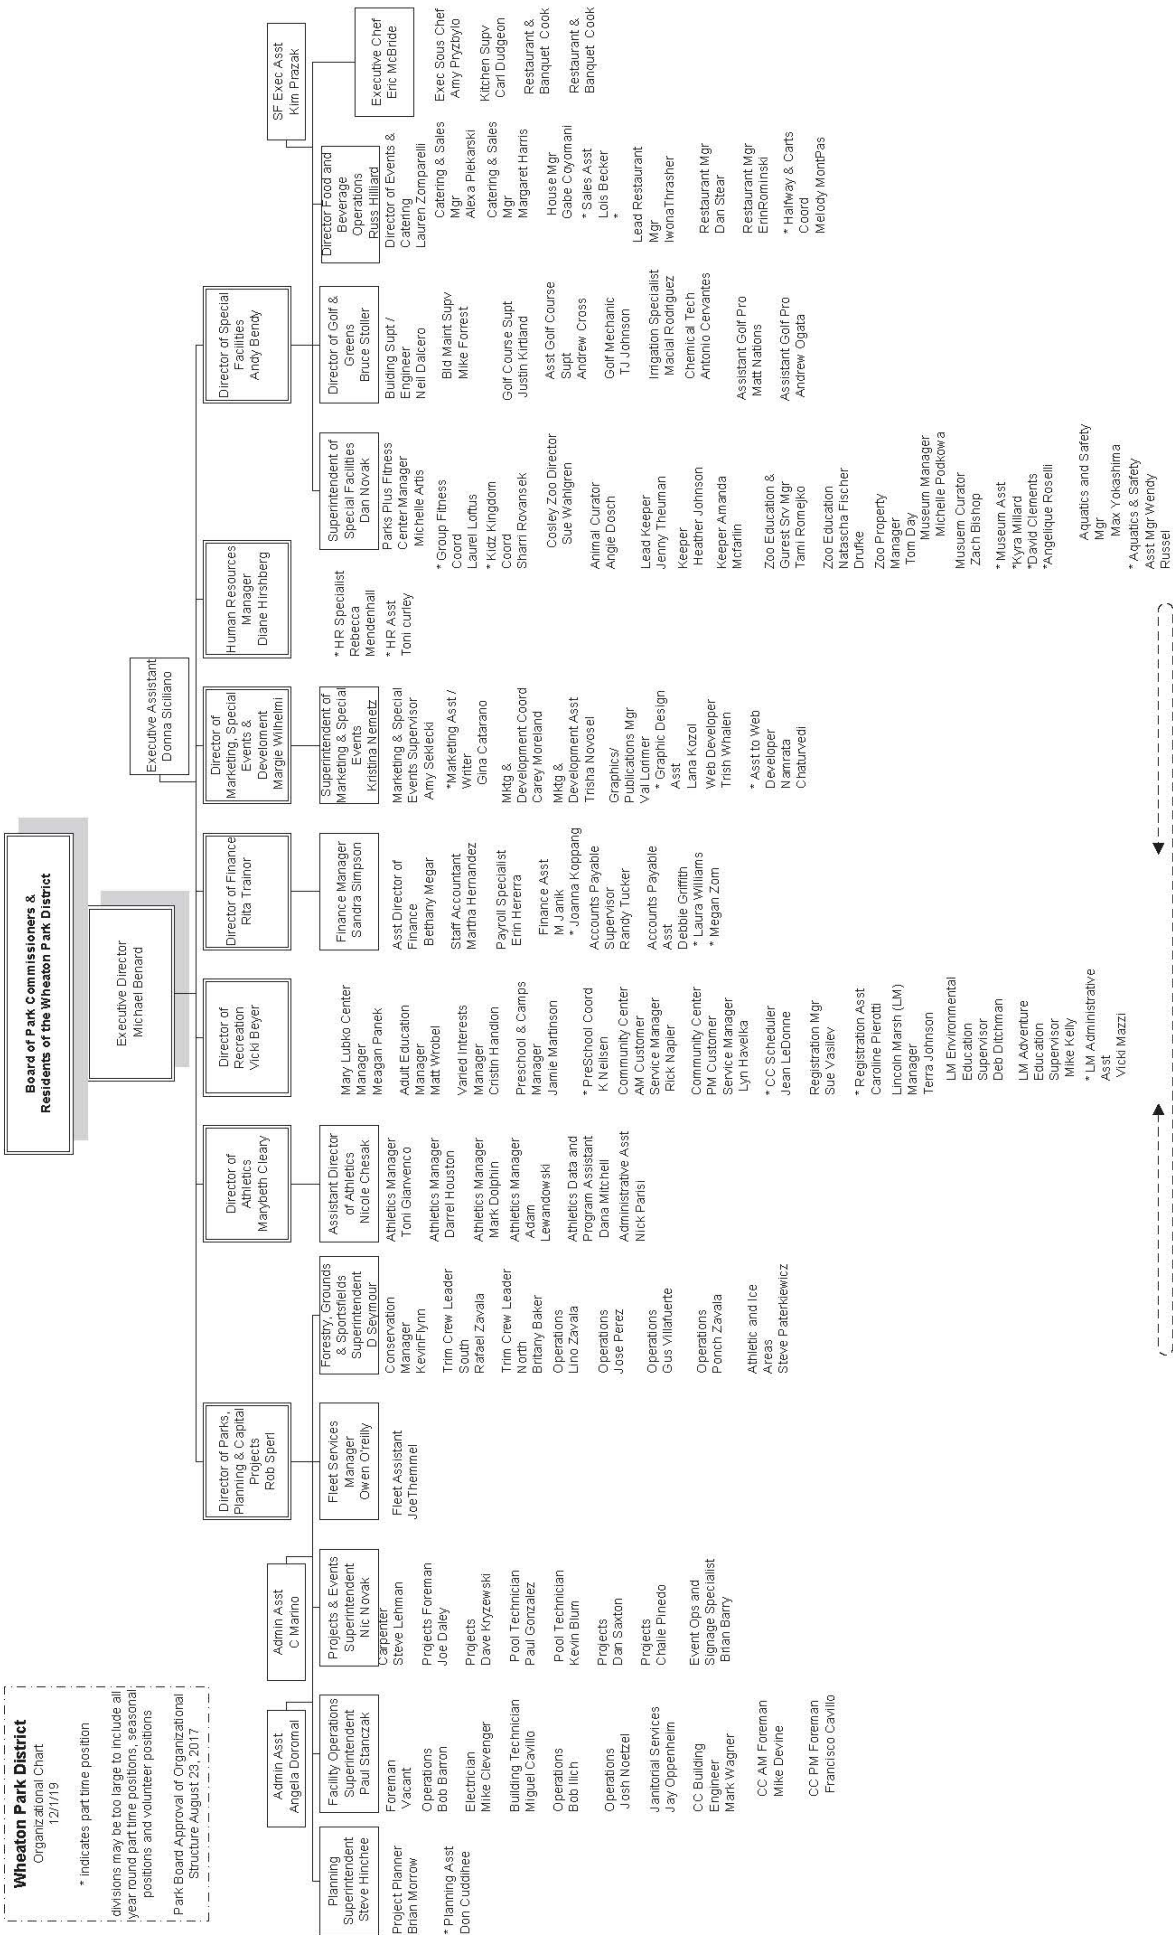 Wheaton Park District
Organizational Chart
12/1/19
* indicates part time position
divisions may be too large to include all
year round part time positions, seasonal
positions and volunteer positions
Park Board Approval of Organizational
Structure August 23, 2017
Board of Park Commissioners &
Residents of the Wheaton Park District
Executive Director
Michael Benard
Executive Assistant
Donna Siciliano
Director of Parks,
Planning & Capital
Projects
Rob Sperl
Director of
Athletics
Marybeth Cleary
Director of
Recreation
Vicki Beyer
Director of Finance
Rita Trainor
Director of
Marketing, Special
Events &
Develoment
Margie Wilhelmi
Human Resources
Manager
Diane Hirshberg
Director of Special
Facilities
Andy Bendy
Admin Asst
Angela Doromal
Admin Asst
C Marino
SF Exec Asst
Kim Prazak
Planning
Superintendent
Steve Hinchee
Project Planner
Brian Morrow
* Planning Asst
Don Cuddihee
Facility Operations
Superintendent
Paul Stanczak
Foreman
Vacant
Operations
Bob Barron
Electrician
Mike Clevenger
Building Technician
Miguel Cavillo
Operations
Bob Ilich
Operations
Josh Noetzel
Janitorial Services
Jay Oppenheim
CC Building
Engineer
Mark Wagner
CC AM Foreman
Mike Devine
CC PM Foreman
Francisco Cavillo
Projects & Events
Superintendent
Nic Novak
Carpenter
Steve Lehman
Projects Foreman
Joe Daley
Projects
Dave Kryzewski
Pool Technician
Paul Gonzalez
Pool Technician
Kevin Blum
Projects
Dan Saxton
Projects
Chalie Pinedo
Event Ops and
Signage Specialist
Brian Barry
Fleet Services
Manager
Owen O'reilly
Fleet Assistant
JoeThemmel
Forestry, Grounds
& Sportsfields
Superintendent
D Seymour
Conservation
Manager
KevinFlynn
Trim Crew Leader
South
Rafael Zavala
Trim Crew Leader
North
Britany Baker
Operations
Lino Zavala
Operations
Jose Perez
Operations
Gus Villafuerte
Operations
Ponch Zavala
Athletic and Ice
Areas
Steve Paterkiewicz
Assistant Director
of Athletics
Nicole Chesak
Athletics Manager
Toni Gianvenco
Athletics Manager
Darrel Houston
Athletics Manager
Mark Dolphin
Athletics Manager
Adam
Lewandowski
Athletics Data and
Program Assistant
Dana Mitchell
Administrative Asst
Nick Parisi
Mary Lubko Center
Manager
Meagan Panek
Adult Education
Manager
Matt Wrobel
Varied Interests
Manager
Cristin Handlon
Preschool & Camps
Manager
Jamie Martinson
* PreSchool Coord
K Neilsen
Community Center
AM Customer
Service Manager
Rick Napier
Community Center
PM Customer
Service Manager
Lyn Havelka
* CC Scheduler
Jean LeDonne
Registration Mgr
Sue Vasilev
* Registration Asst
Caroline Pierotti
Lincoln Marsh (LM)
Manager
Terra Johnson
LM Environmental
Education
Supervisor
Deb Ditchman
LM Adventure
Education
Supervisor
Mike Kelly
* LM Administrative
Asst
Vicki Mazzi
Finance Manager
Sandra Simpson
Asst Director of
Finance
Bethany Megar
Staff Accountant
Martha Hernandez
Payroll Specialist
Erin Hererra
Finance Asst
M Janik
* Joanna Koppang
Accounts Payable
Supervisor
Randy Tucker
Accounts Payable
Asst
Debbie Griffith
* Laura Williams
* Megan Zorn
Superintendent of
Marketing & Special
Events
Kristina Nemetz
Marketing & Special
Events Supervisor
Amy Seklecki
*Marketing Asst /
Writer
Gina Catarano
Mktg &
Development Coord
Carey Moreland
Mktg &
Development Asst
Trisha Novosel
Graphics/
Publications Mgr
Val Lorimer
* Graphic Design
Asst
Lana Kozol
Web Developer
Trish Whalen
* Asst to Web
Developer
Namrata
Chaturvedi
* HR Specialist
Rebecca
Mendenhall
* HR Asst
Toni curley
Superintendent of
Special Facilities
Dan Novak
Parks Plus Fitness
Center Manager
Michelle Artis
* Group Fitness
Coord
Laurel Loftus
*Kidz Kingdom
Coord
Sharri Rovansek
Cosley Zoo Director
Sue Wahlgren
Animal Curator
Angie Dosch
Lead Keeper
Jenny Theuman
Keeper
Heather Johnson
Keeper Amanda
Mcfarlin
Zoo Education &
Gurest Srv Mgr
Tami Romejko
Zoo Education
Natascha Fischer
Drufke
Zoo Property
Manager
Tom Day
Museum Manager
Michelle Podkowa
Musuem Curator
Zach Bishop
* Museum Asst
*Kyra Millard
*David Clements
*Angelique Roselli
Aquatics and Safety
Mgr
Max Yokashima
* Aquatics & Safety
Asst Mgr Wendy
Russel
Director of Golf &
Greens
Bruce Stoller
Buiding Supt /
Engineer
Neil Dalcero
Bld Maint Supv
Mike Forrest
Golf Course Supt
Justin Kirtland
Asst Golf Course
Supt
Andrew Cross
Golf Mechanic
TJ Johnson
Irrigation Specialist
Macial Rodriguez
Chemical Tech
Antonio Cervantes
Assistant Golf Pro
Matt Nations
Assistant Golf Pro
Andrew Ogata
Director Food and
Beverage
Operations
Russ Hilliard
Director of Events &
Catering
Lauren Zomparelli
Catering & Sales
Mgr
Alexa Piekarski
Catering & Sales
Mgr
Margaret Harris
House Mgr
Gabe Coyomani
* Sales Asst
Lois Becker
*
Lead Restaurant
Mgr
IwonaThrasher
Restaurant Mgr
Dan Stear
Restaurant Mgr
ErinRominski
* Halfway & Carts
Coord
Melody MontPas
Executive Chef
Eric McBride
Exec Sous Chef
Amy Przybylo
Kitchen Supv
Carl Dudgeon
Restaurant &
Banquet Cook
Restaurant &
Banquet Cook